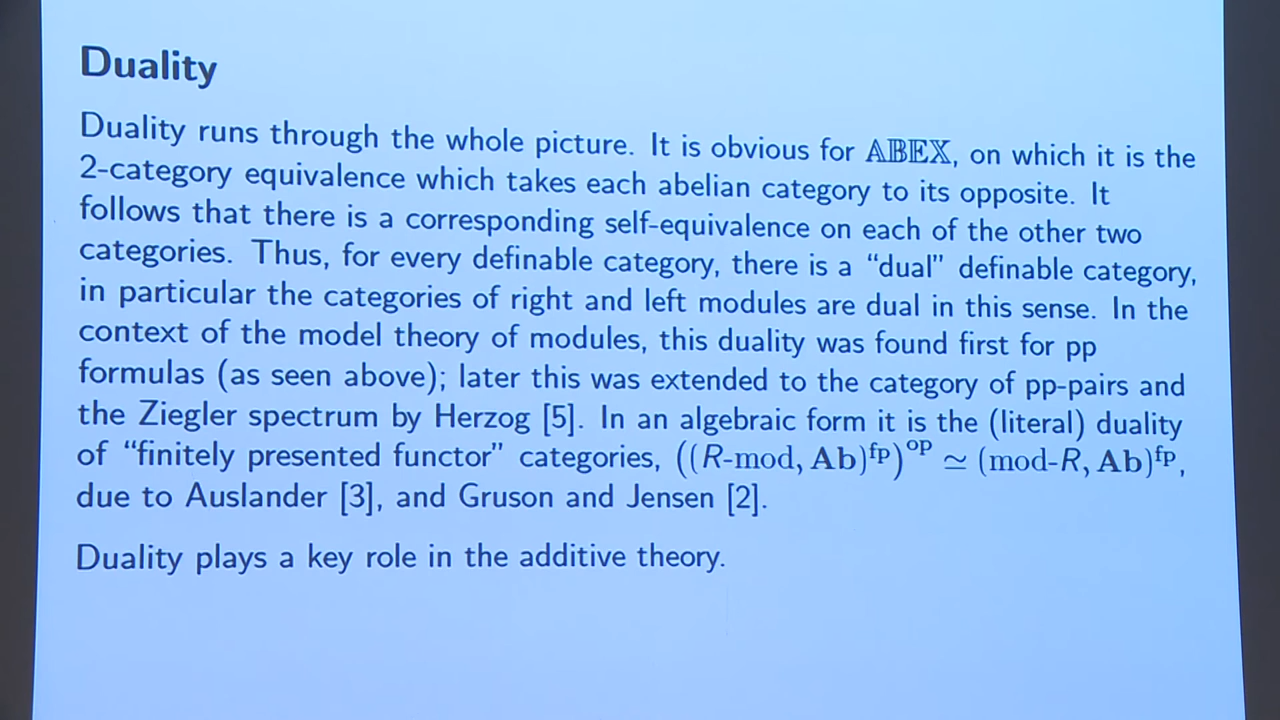 Duality
Duality runs through the whole picture. It is obvious for 𝔸𝔹𝔼𝕏, on which it is the
2-category equivalence which takes each abelian category to its opposite. It
follows that there is a corresponding self-equivalence on each of the other two
categories. Thus, for every definable category, there is a “dual” definable category,
in particular the categories of right and left modules are dual in this sense. In the
context of the model theory of modules, this duality was found first for pp
formulas (as seen above); later this was extended to the category of pp-pairs and
the Ziegler spectrum by Herzog [5]. In an algebraic form it is the (literal) duality
of “finitely presented functor” categories, ((R-mod, Ab)^fp)^op ≃ (mod-R, Ab)^fp,
due to Auslander [3], and Gruson and Jensen [2].
Duality plays a key role in the additive theory.